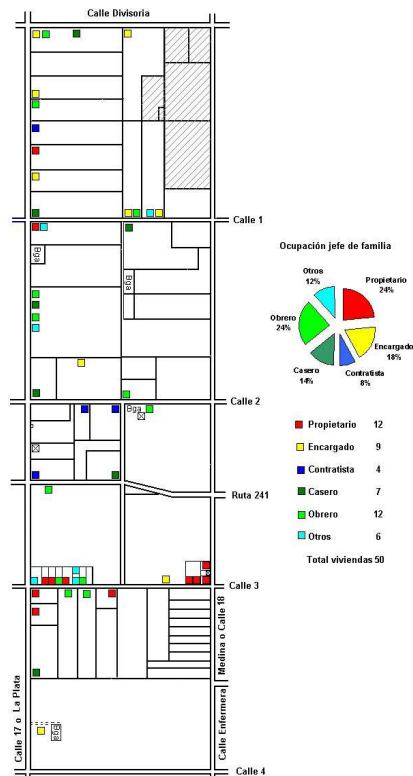 Calle Divisoria
Calle 1
Bga
Bga
Ocupación jefe de familia
Otros
12%
Propietario
24%
Obrero
24%
Encargado
18%
Casero
14%
Contratista
8%
Calle 2
Bga
Propietario 12
Encargado 9
Contratista 4
Casero 7
Obrero 12
Otros 6
Total viviendas 50
Ruta 241
Calle 3
Calle 17 o La Plata
Medina o Calle 18
Calle Enfermera
Bga
Calle 4